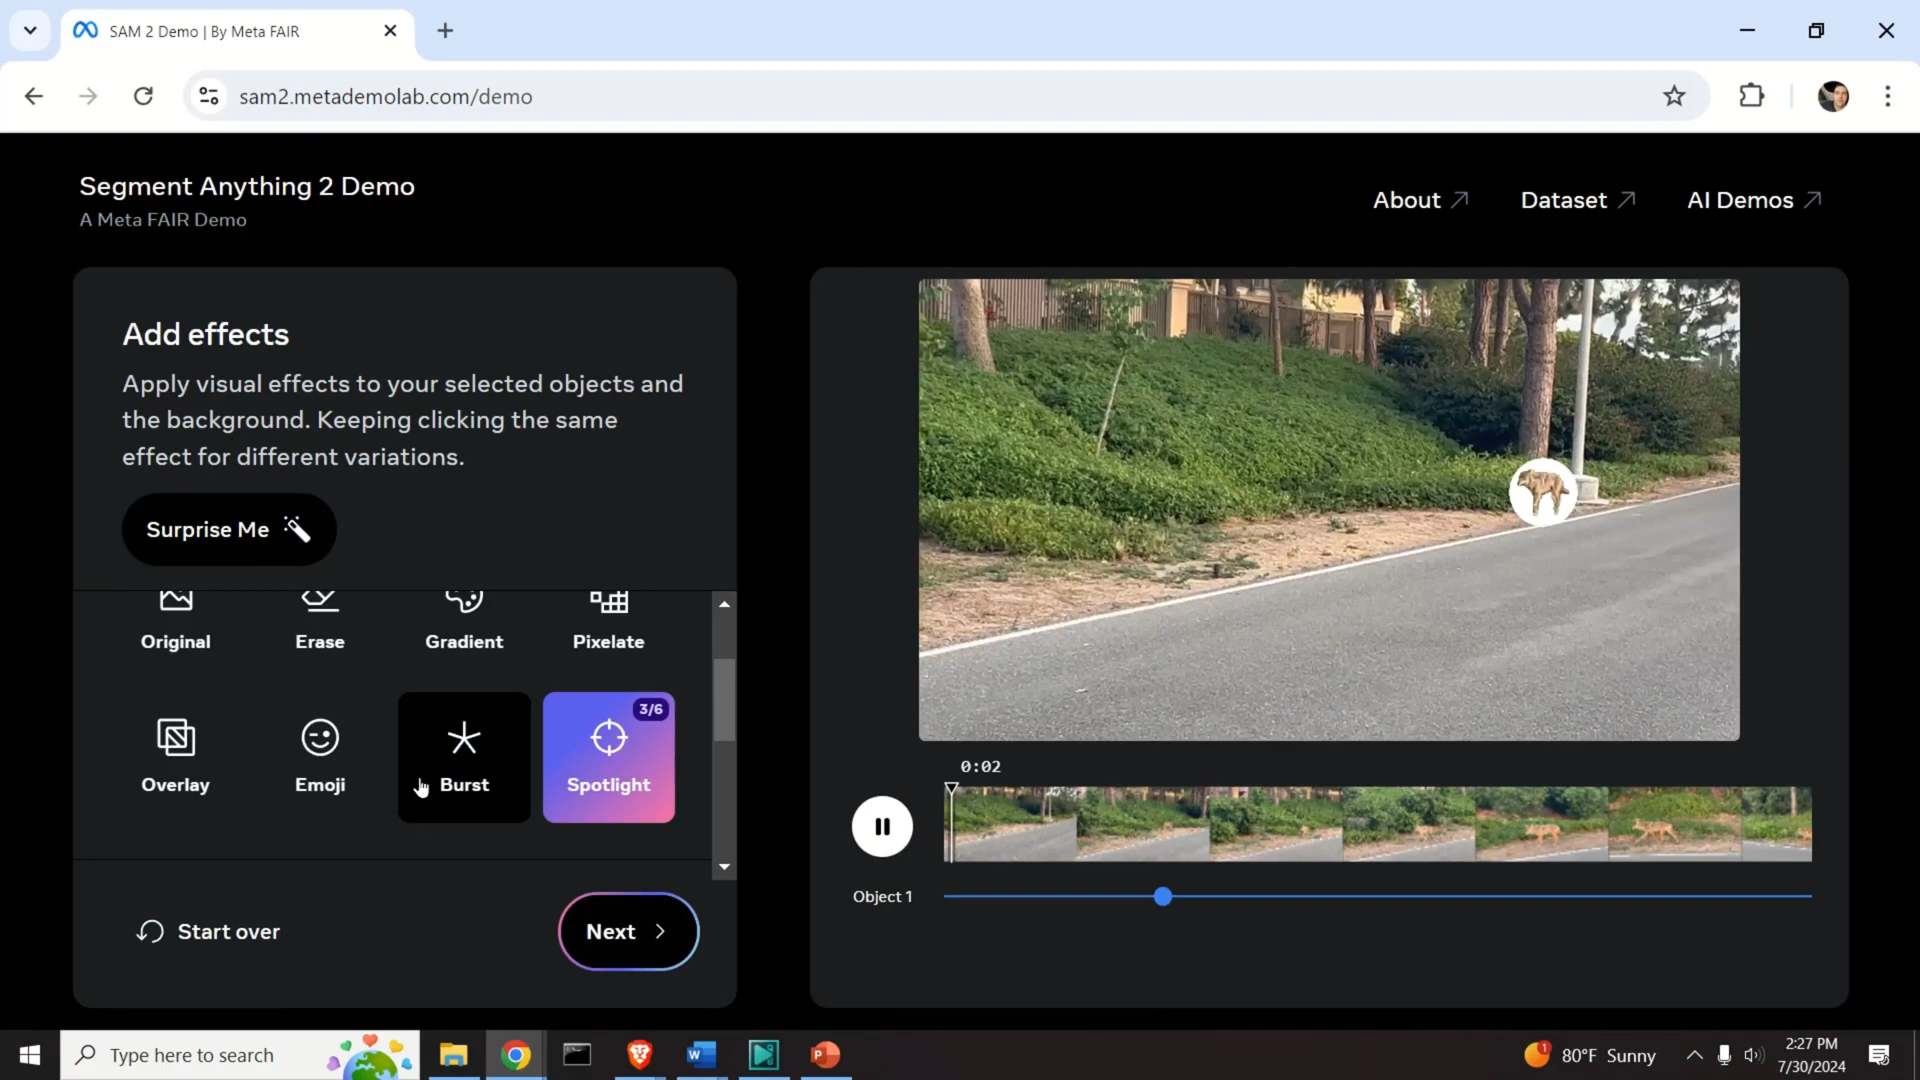 SAM 2 Demo | By Meta FAIR
sam2.metademolab.com/demo
Segment Anything 2 Demo
A Meta FAIR Demo
About
Dataset
AI Demos
Add effects
Apply visual effects to your selected objects and
the background. Keeping clicking the same
effect for different variations.
Surprise Me
Original
Erase
Gradient
Pixelate
3/6
Overlay
Emoji
Burst
Spotlight
Start over
Next
0:02
Object 1
Type here to search
1
80°F Sunny
2:27 PM
7/30/2024